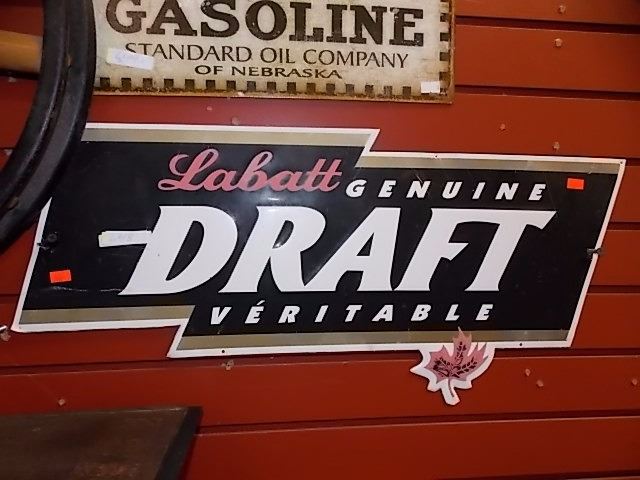 GASOLINE
STANDARD OIL COMPANY
OF NEBRASKA
Labatt GENUINE
DRAFT
VÉRITABLE